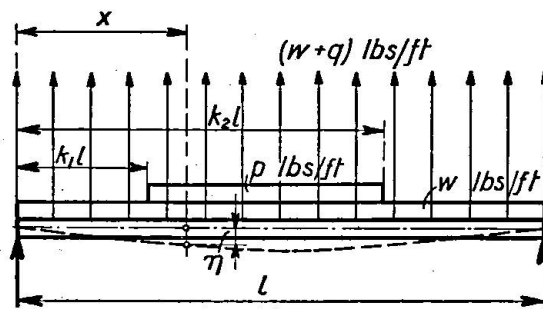 x
(w+q) lbs/ft
k₂l
k₁l
p lbs/ft
w lbs/ft
η
l